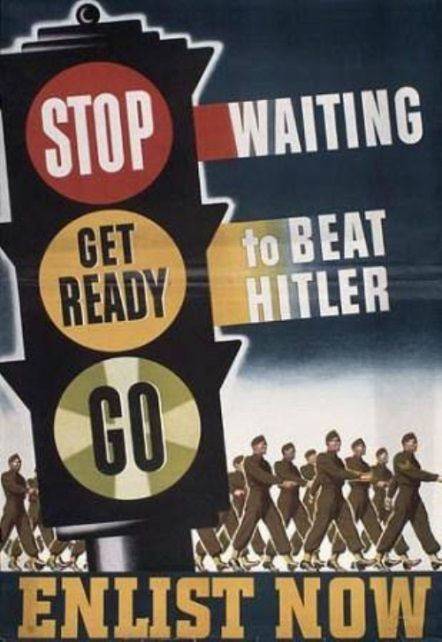 STOP WAITING
GET READY to BEAT HITLER
GO
ENLIST NOW